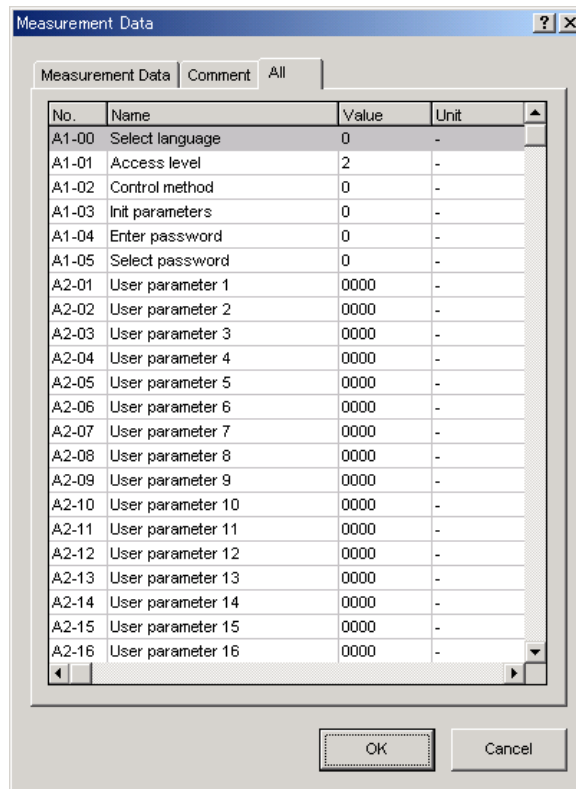 Measurement Data
Measurement Data Comment All
No. Name Value Unit
A1-00 Select language 0 -
A1-01 Access level 2 -
A1-02 Control method 0 -
A1-03 Init parameters 0 -
A1-04 Enter password 0 -
A1-05 Select password 0 -
A2-01 User parameter 1 0000 -
A2-02 User parameter 2 0000 -
A2-03 User parameter 3 0000 -
A2-04 User parameter 4 0000 -
A2-05 User parameter 5 0000 -
A2-06 User parameter 6 0000 -
A2-07 User parameter 7 0000 -
A2-08 User parameter 8 0000 -
A2-09 User parameter 9 0000 -
A2-10 User parameter 10 0000 -
A2-11 User parameter 11 0000 -
A2-12 User parameter 12 0000 -
A2-13 User parameter 13 0000 -
A2-14 User parameter 14 0000 -
A2-15 User parameter 15 0000 -
A2-16 User parameter 16 0000 -
OK Cancel